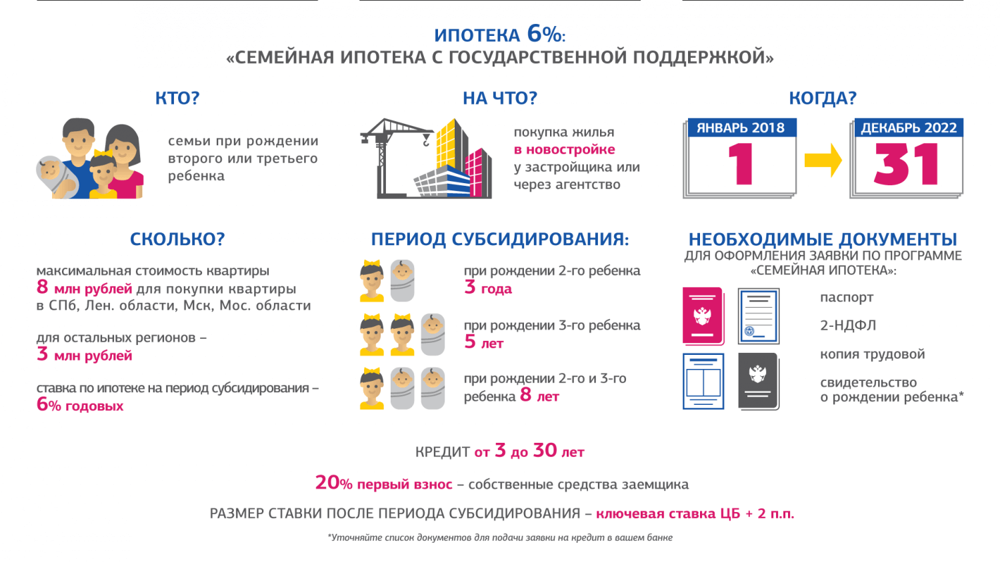 ИПОТЕКА 6%:
«СЕМЕЙНАЯ ИПОТЕКА С ГОСУДАРСТВЕННОЙ ПОДДЕРЖКОЙ»
КТО?
семьи при рождении
второго или третьего
ребенка
НА ЧТО?
покупка жилья
в новостройке
у застройщика или
через агентство
КОГДА?
ЯНВАРЬ 2018
1
ДЕКАБРЬ 2022
31
СКОЛЬКО?
максимальная стоимость квартиры
8 млн рублей для покупки квартиры
в СПб, Лен. области, Мск, Мос. области
для остальных регионов –
3 млн рублей
ставка по ипотеке на период субсидирования –
6% годовых
ПЕРИОД СУБСИДИРОВАНИЯ:
при рождении 2-го ребенка
3 года
при рождении 3-го ребенка
5 лет
при рождении 2-го и 3-го
ребенка 8 лет
НЕОБХОДИМЫЕ ДОКУМЕНТЫ
ДЛЯ ОФОРМЛЕНИЯ ЗАЯВКИ ПО ПРОГРАММЕ
«СЕМЕЙНАЯ ИПОТЕКА»:
паспорт
2-НДФЛ
копия трудовой
свидетельство
о рождении ребенка*
КРЕДИТ от 3 до 30 лет
20% первый взнос – собственные средства заемщика
РАЗМЕР СТАВКИ ПОСЛЕ ПЕРИОДА СУБСИДИРОВАНИЯ – ключевая ставка ЦБ + 2 п.п.
*Уточняйте список документов для подачи заявки на кредит в вашем банке